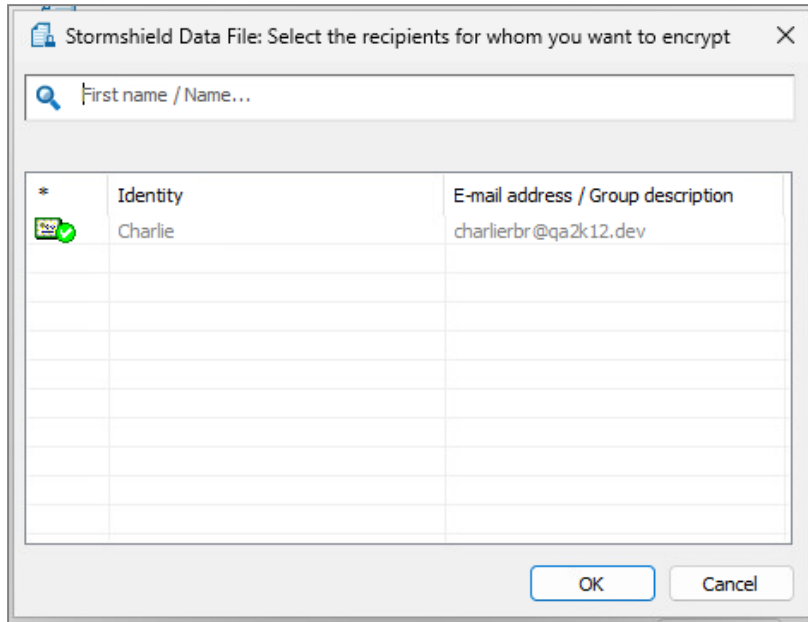 Stormshield Data File: Select the recipients for whom you want to encrypt
First name / Name...
* Identity E-mail address / Group description
Charlie charlierbr@qa2k12.dev
OK Cancel